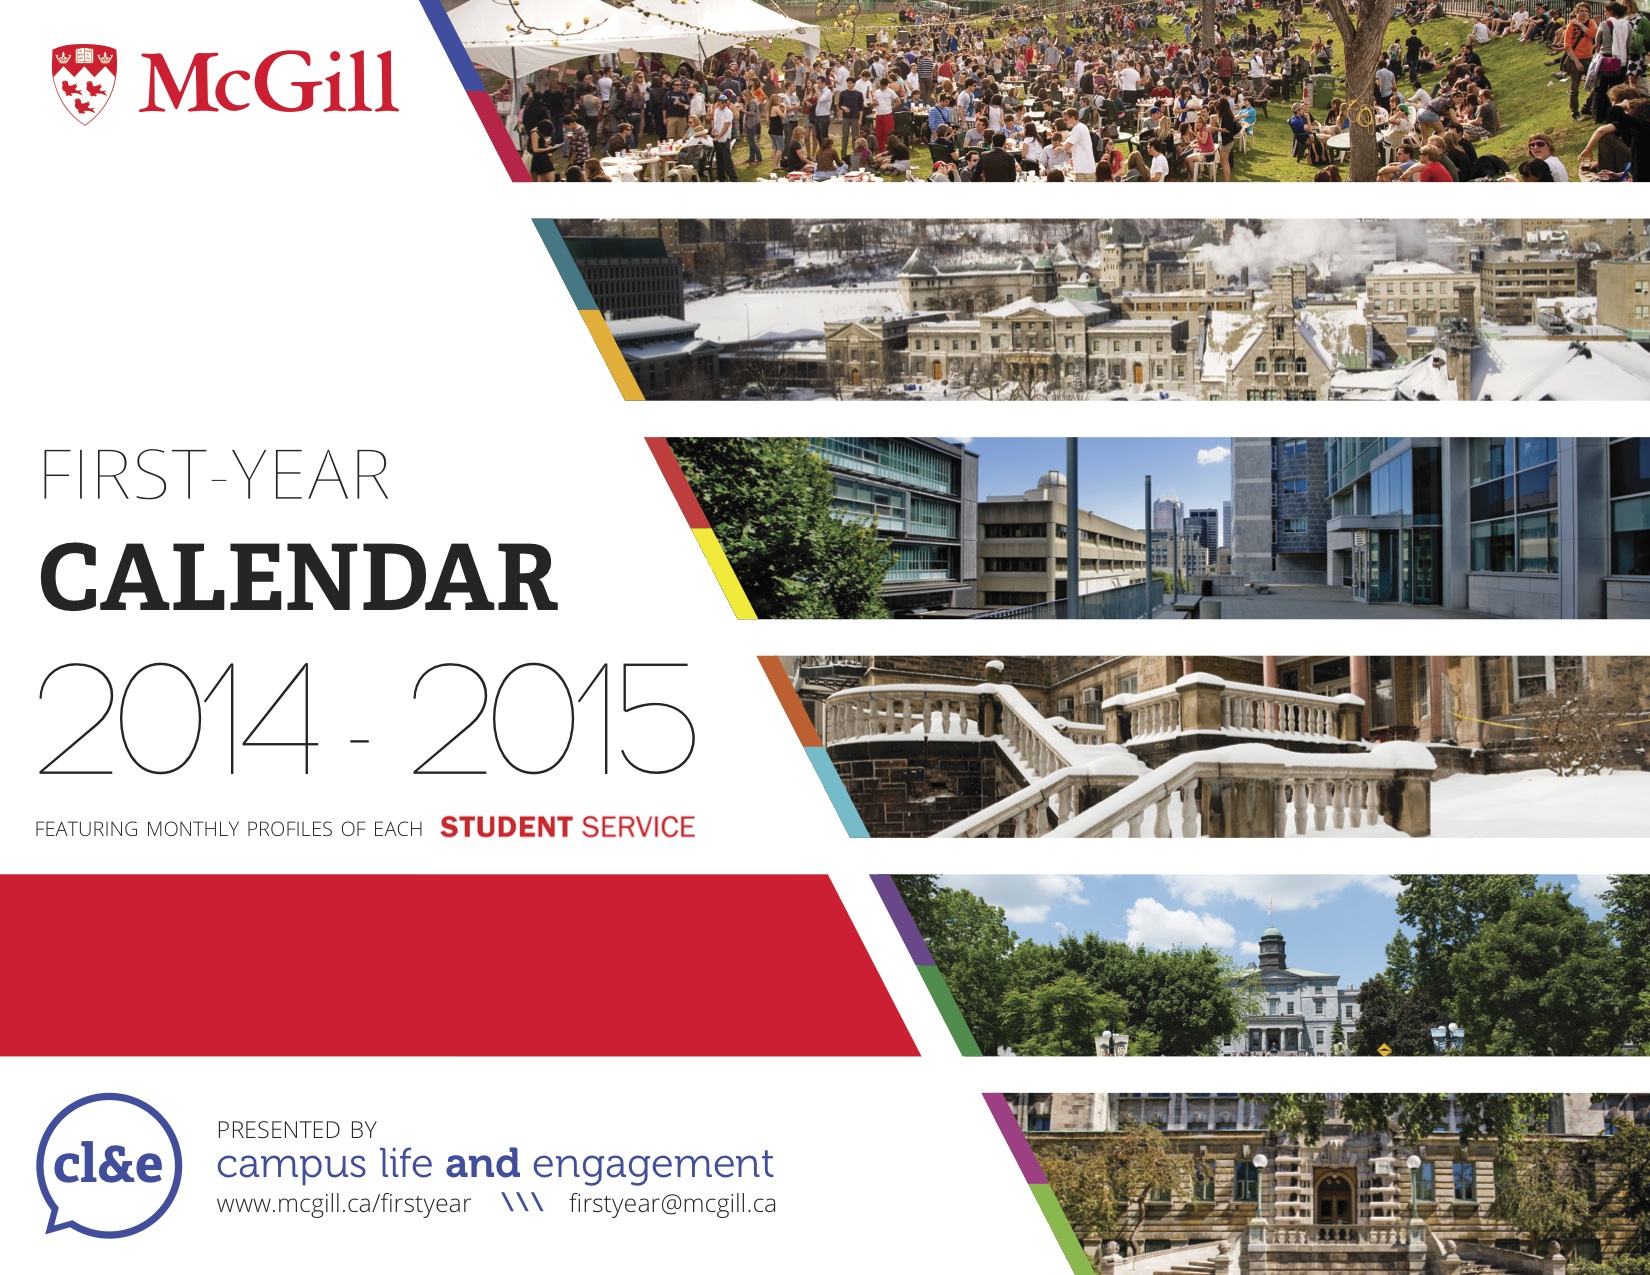 McGill
FIRST-YEAR
CALENDAR
2014 - 2015
FEATURING MONTHLY PROFILES OF EACH STUDENT SERVICE
cl&e
PRESENTED BY
campus life and engagement
www.mcgill.ca/firstyear \\\ firstyear@mcgill.ca